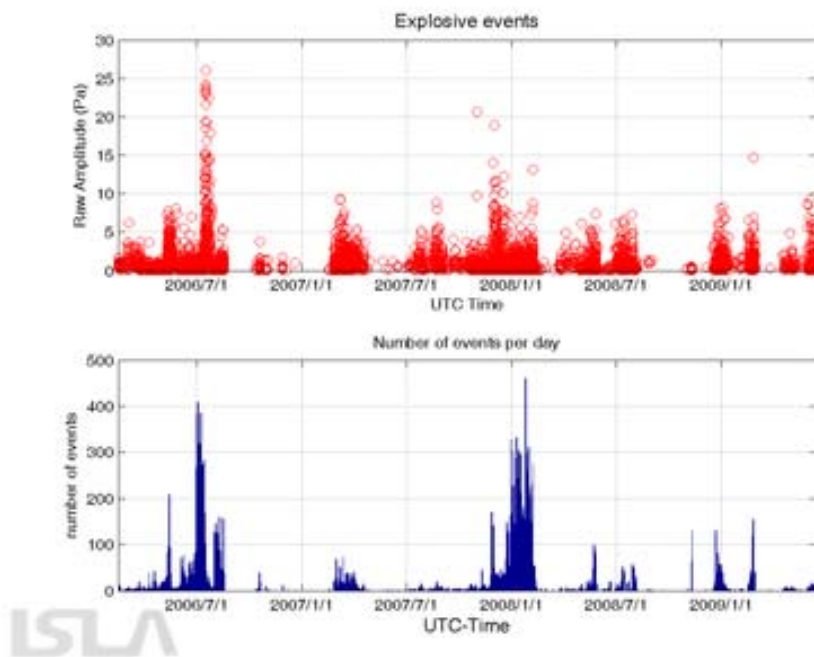 Explosive events
30
25
20
15
10
5
0
Raw Amplitude (Pa)
2006/7/1 2007/1/1 2007/7/1 2008/1/1 2008/7/1 2009/1/1
UTC Time
Number of events per day
500
400
300
200
100
0
number of events
2006/7/1 2007/1/1 2007/7/1 2008/1/1 2008/7/1 2009/1/1
UTC-Time
ISLA